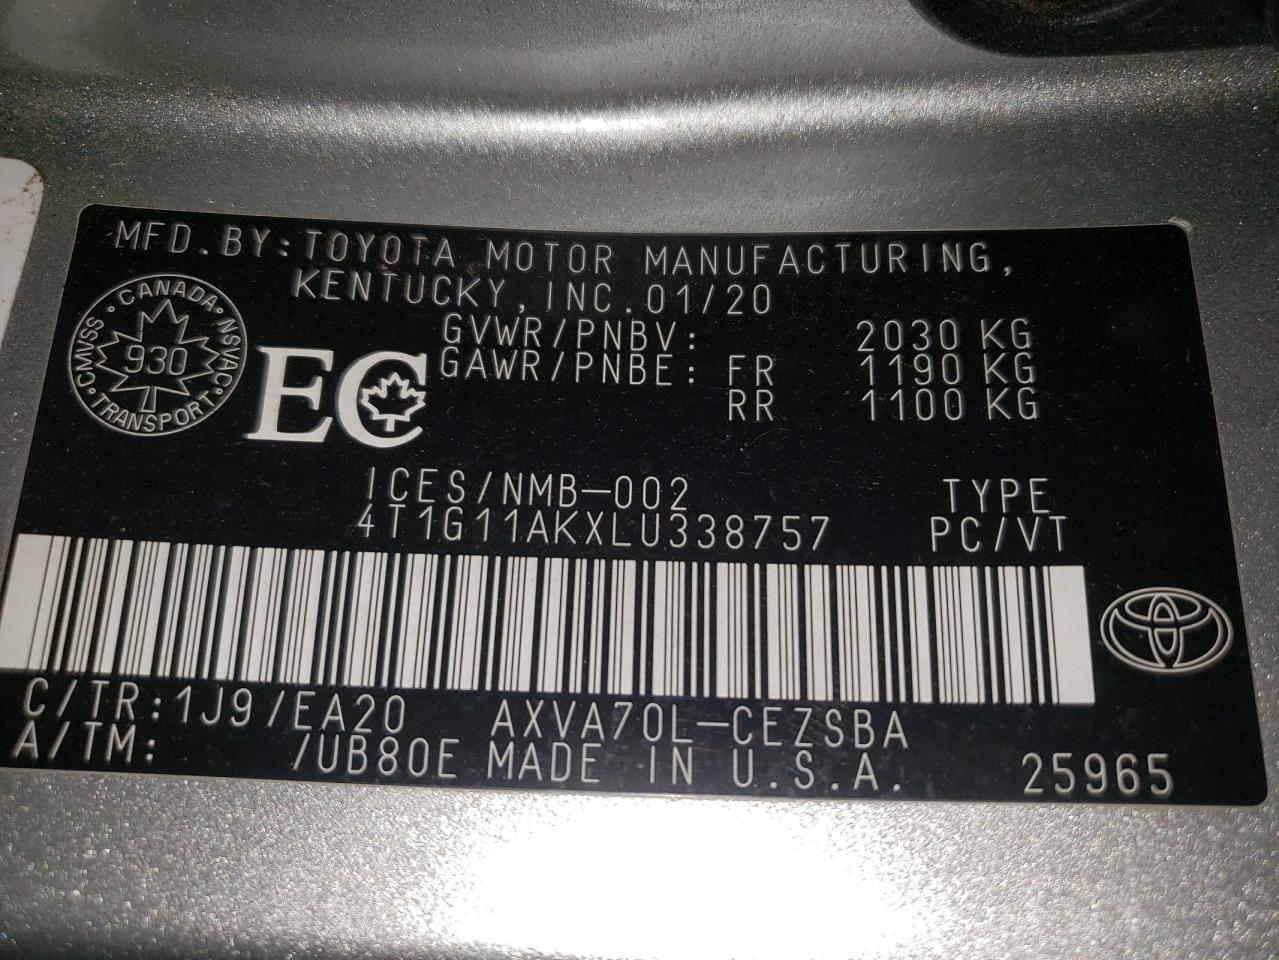 MFD.BY:TOYOTA MOTOR MANUFACTURING,
KENTUCKY,INC.01/20
·CANADA·NSVAC·TRANSPORT·CMVSS
930
EC
GVWR/PNBV: 2030 KG
GAWR/PNBE: FR 1190 KG
RR 1100 KG
ICES/NMB-002 TYPE
4T1G11AKXLU338757 PC/VT
C/TR:1J9/EA20 AXVA70L-CEZSBA
A/TM: /UB80E MADE IN U.S.A. 25965